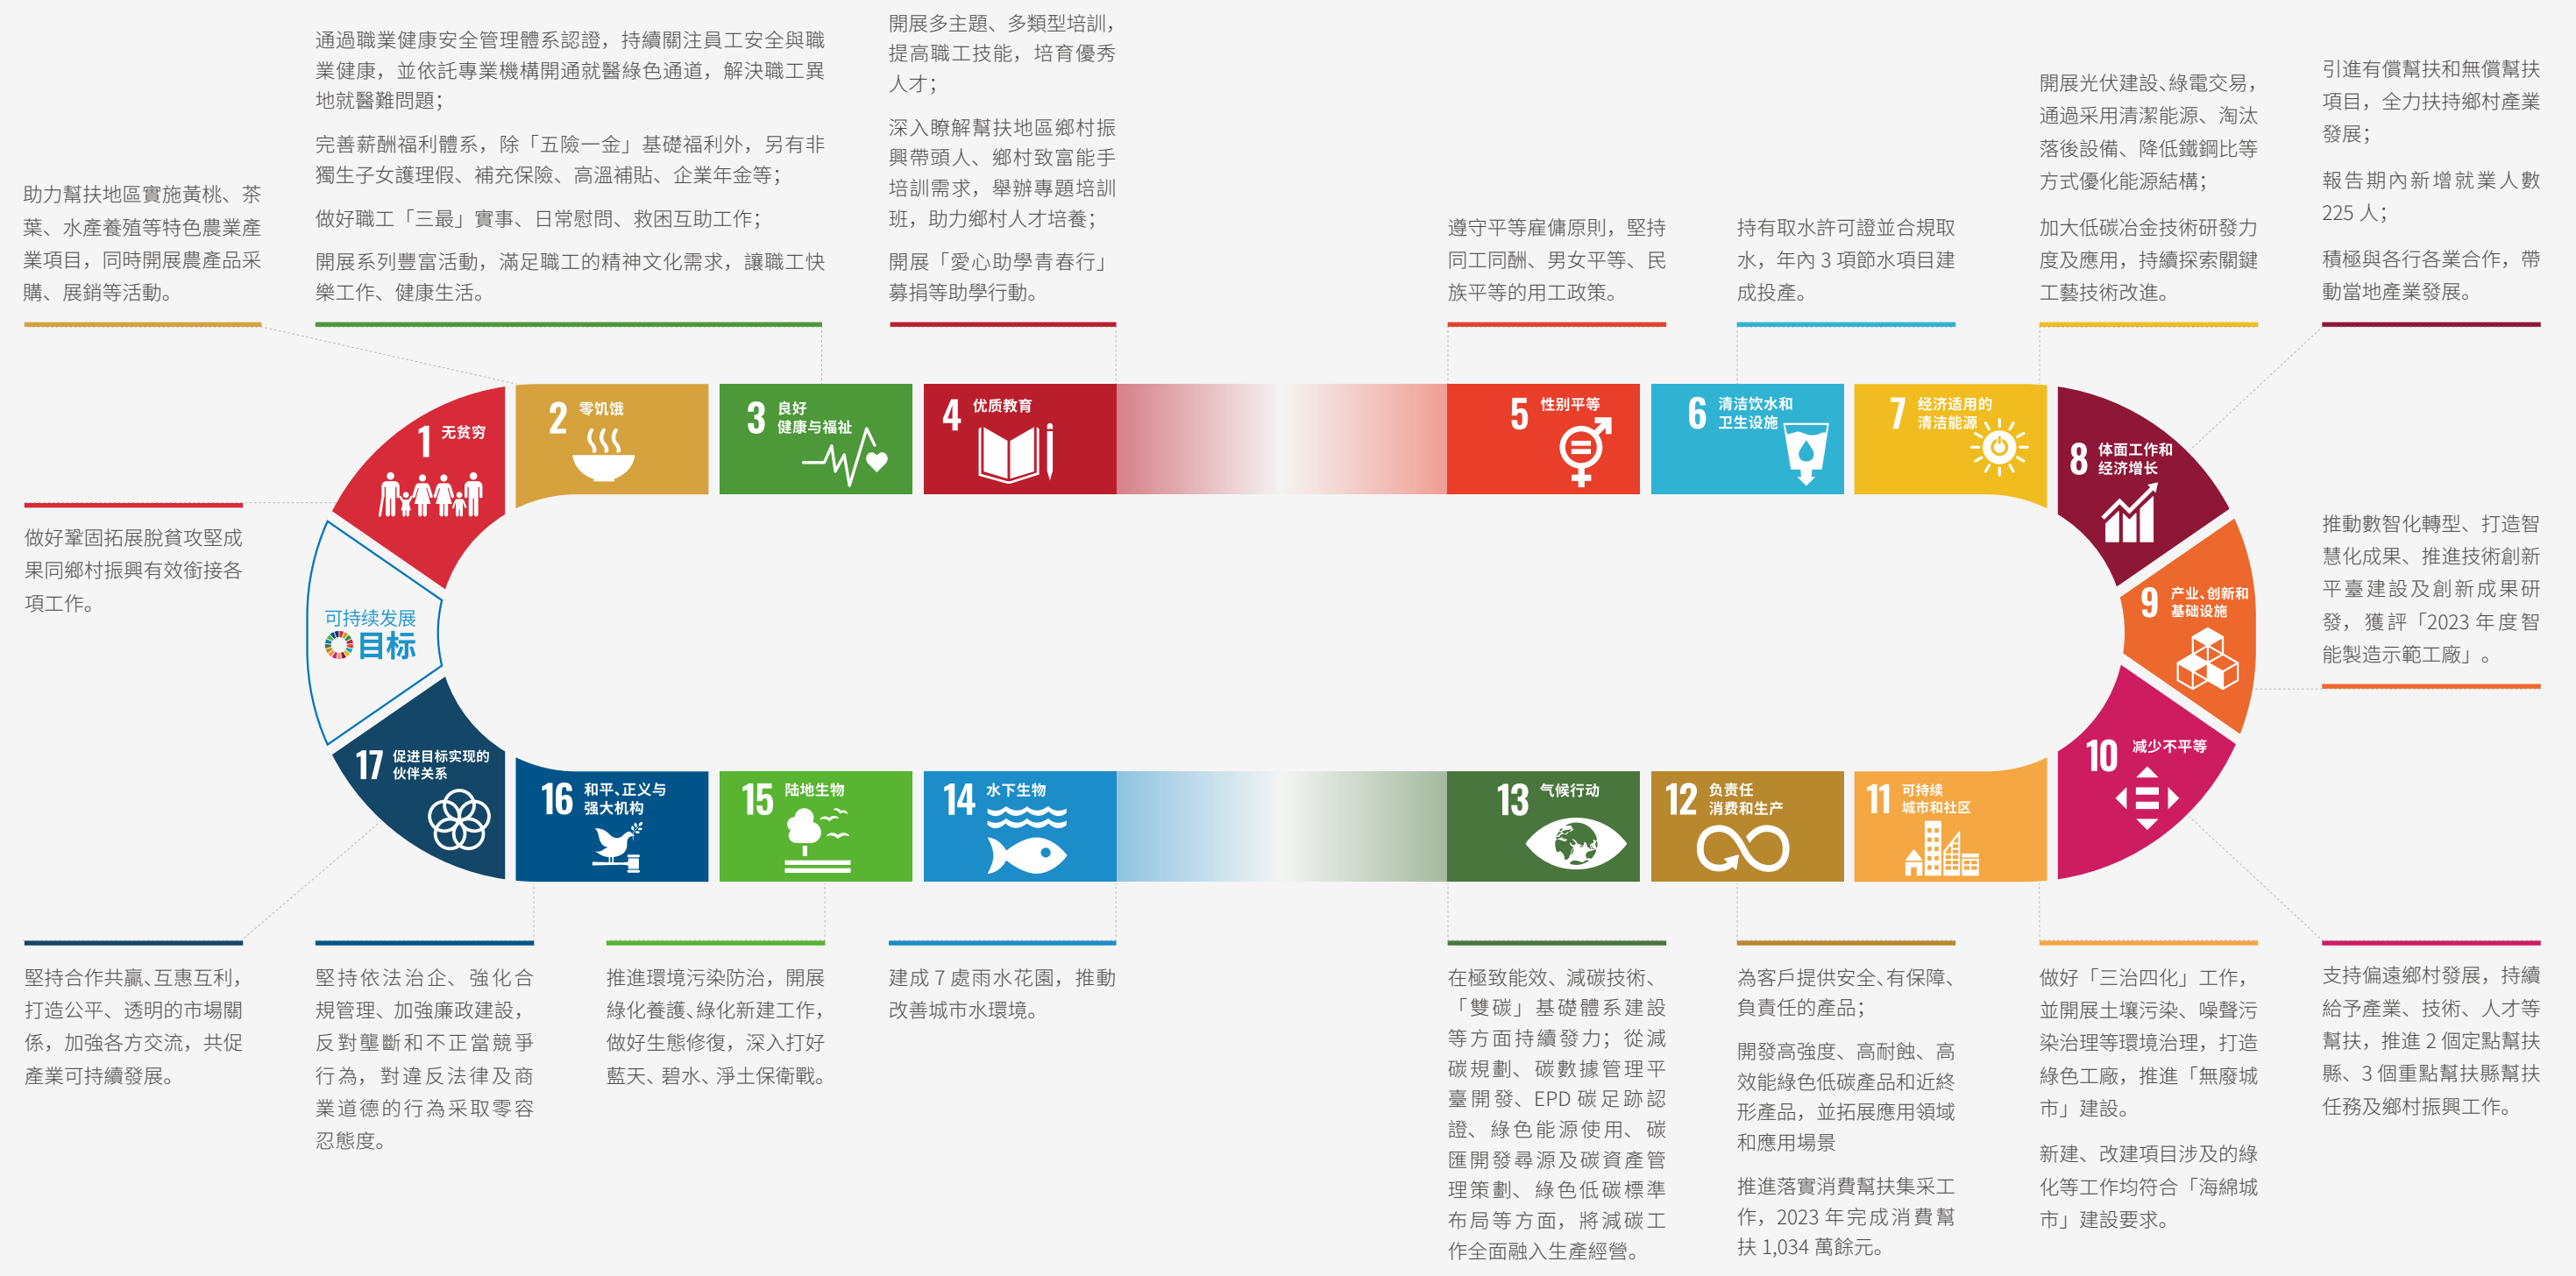 助力幫扶地區實施黃桃、茶
葉、水產養殖等特色農業產
業項目，同時開展農產品采
購、展銷等活動。
通過職業健康安全管理體系認證，持續關注員工安全與職
業健康，並依託專業機構開通就醫綠色通道，解決職工異
地就醫難問題；
完善薪酬福利體系，除「五險一金」基礎福利外，另有非
獨生子女護理假、補充保險、高溫補貼、企業年金等；
做好職工「三最」實事、日常慰問、救困互助工作；
開展系列豐富活動，滿足職工的精神文化需求，讓職工快
樂工作、健康生活。
開展多主題、多類型培訓，
提高職工技能，培育優秀
人才；
深入瞭解幫扶地區鄉村振
興帶頭人、鄉村致富能手
培訓需求，舉辦專題培訓
班，助力鄉村人才培養；
開展「愛心助學青春行」
募捐等助學行動。
遵守平等雇傭原則，堅持
同工同酬、男女平等、民
族平等的用工政策。
持有取水許可證並合規取
水，年內 3 項節水項目建
成投產。
開展光伏建設、綠電交易，
通過采用清潔能源、淘汰
落後設備、降低鐵鋼比等
方式優化能源結構；
加大低碳冶金技術研發力
度及應用，持續探索關鍵
工藝技術改進。
引進有償幫扶和無償幫扶
項目，全力扶持鄉村產業
發展；
報告期內新增就業人數
225 人；
積極與各行各業合作，帶
動當地產業發展。
1 无贫穷
2 零饥饿
3 良好
健康与福祉
4 优质教育
5 性别平等
6 清洁饮水和
卫生设施
7 经济适用的
清洁能源
8 体面工作和
经济增长
做好鞏固拓展脫貧攻堅成
果同鄉村振興有效銜接各
項工作。
可持续发展
目标
9 产业、创新和
基础设施
推動數智化轉型、打造智
慧化成果、推進技術創新
平臺建設及創新成果研
發，獲評「2023 年度智
能製造示範工廠」。
17 促进目标实现的
伙伴关系
16 和平、正义与
强大机构
15 陆地生物
14 水下生物
13 气候行动
12 负责任
消费和生产
11 可持续
城市和社区
10 减少不平等
堅持合作共贏、互惠互利，
打造公平、透明的市場關
係，加強各方交流，共促
產業可持續發展。
堅持依法治企、強化合
規管理、加強廉政建設，
反對壟斷和不正當競爭
行為，對違反法律及商
業道德的行為采取零容
忍態度。
推進環境污染防治，開展
綠化養護、綠化新建工作，
做好生態修復，深入打好
藍天、碧水、淨土保衛戰。
建成 7 處雨水花園，推動
改善城市水環境。
在極致能效、減碳技術、
「雙碳」基礎體系建設
等方面持續發力；從減
碳規劃、碳數據管理平
臺開發、EPD 碳足跡認
證、綠色能源使用、碳
匯開發尋源及碳資產管
理策劃、綠色低碳標準
布局等方面，將減碳工
作全面融入生產經營。
為客戶提供安全、有保障、
負責任的產品；
開發高強度、高耐蝕、高
效能綠色低碳產品和近終
形產品，並拓展應用領域
和應用場景
推進落實消費幫扶集采工
作，2023 年完成消費幫
扶 1,034 萬餘元。
做好「三治四化」工作，
並開展土壤污染、噪聲污
染治理等環境治理，打造
綠色工廠，推進「無廢城
市」建設。
新建、改建項目涉及的綠
化等工作均符合「海綿城
市」建設要求。
支持偏遠鄉村發展，持續
給予產業、技術、人才等
幫扶，推進 2 個定點幫扶
縣、3 個重點幫扶縣幫扶
任務及鄉村振興工作。